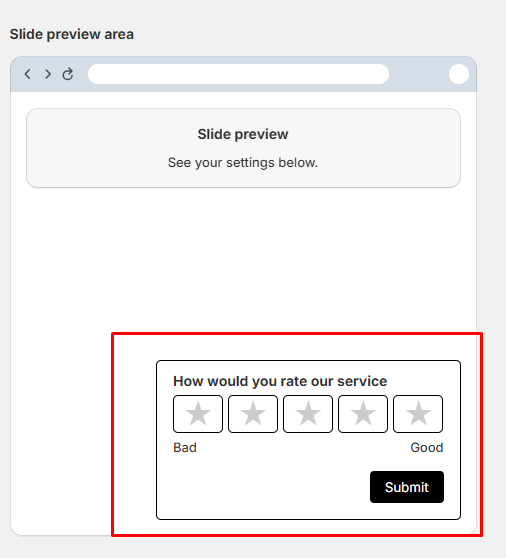 Slide preview area
Slide preview
See your settings below.
How would you rate our service
Bad Good
Submit